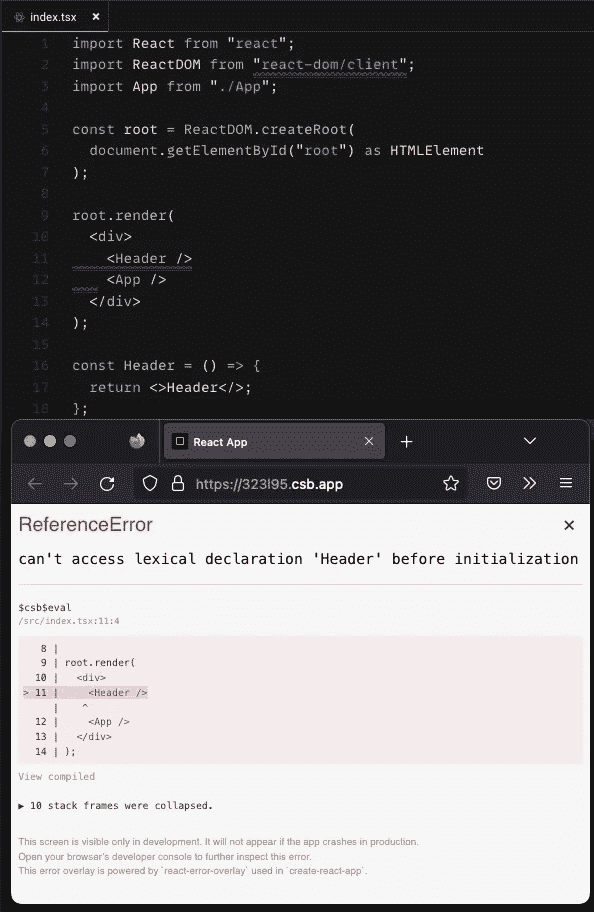 index.tsx ×
1 import React from "react";
2 import ReactDOM from "react-dom/client";
3 import App from "./App";
4
5 const root = ReactDOM.createRoot(
6   document.getElementById("root") as HTMLElement
7 );
8
9 root.render(
10   <div>
11     <Header />
12     <App />
13   </div>
14 );
15
16 const Header = () => {
17   return <>Header</>;
18 };
React App
https://323l95.csb.app
ReferenceError ×
can't access lexical declaration 'Header' before initialization
$csb$eval
/src/index.tsx:11:4
8 |
9 | root.render(
10 |   <div>
> 11 |     <Header />
|     ^
12 |     <App />
13 |   </div>
14 | );
View compiled
▶ 10 stack frames were collapsed.
This screen is visible only in development. It will not appear if the app crashes in production.
Open your browser's developer console to further inspect this error.
This error overlay is powered by `react-error-overlay` used in `create-react-app`.